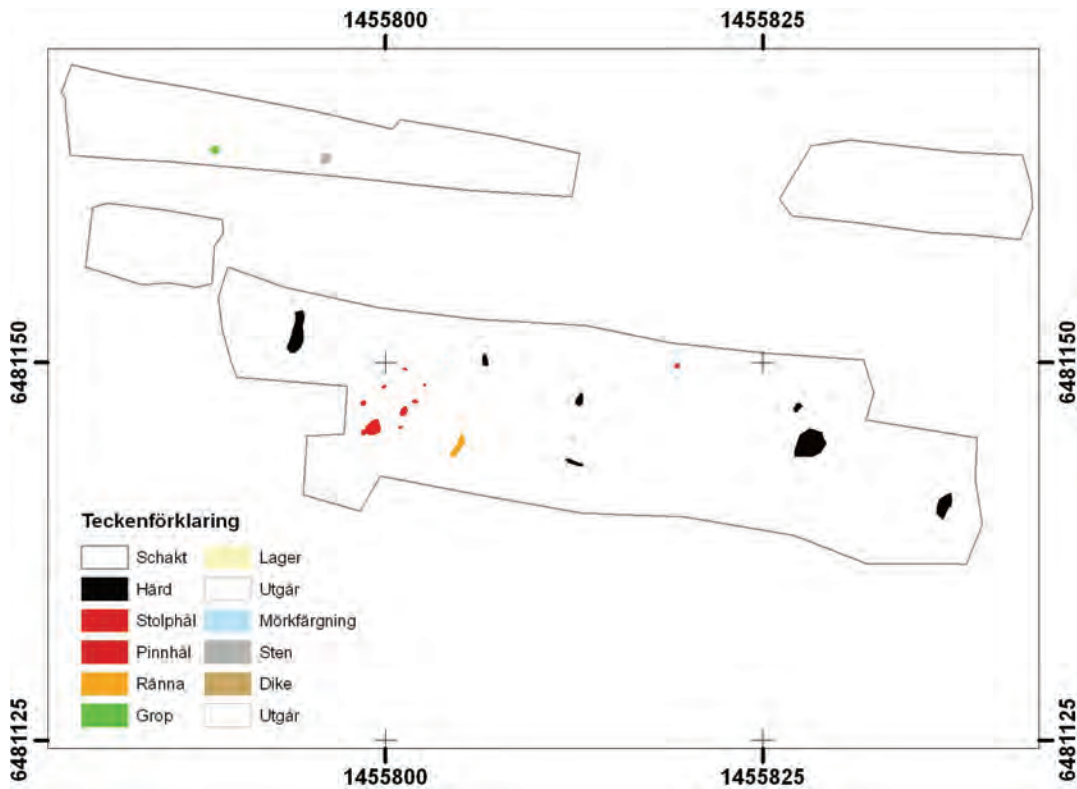 1455800 1455825
6481150 6481150
Teckenförklaring
Schakt Lager
Härd Utgår
Stolphål Mörkfärgning
Pinnhål Sten
Ränna Dike
Grop Utgår
6481125 6481125
1455800 1455825